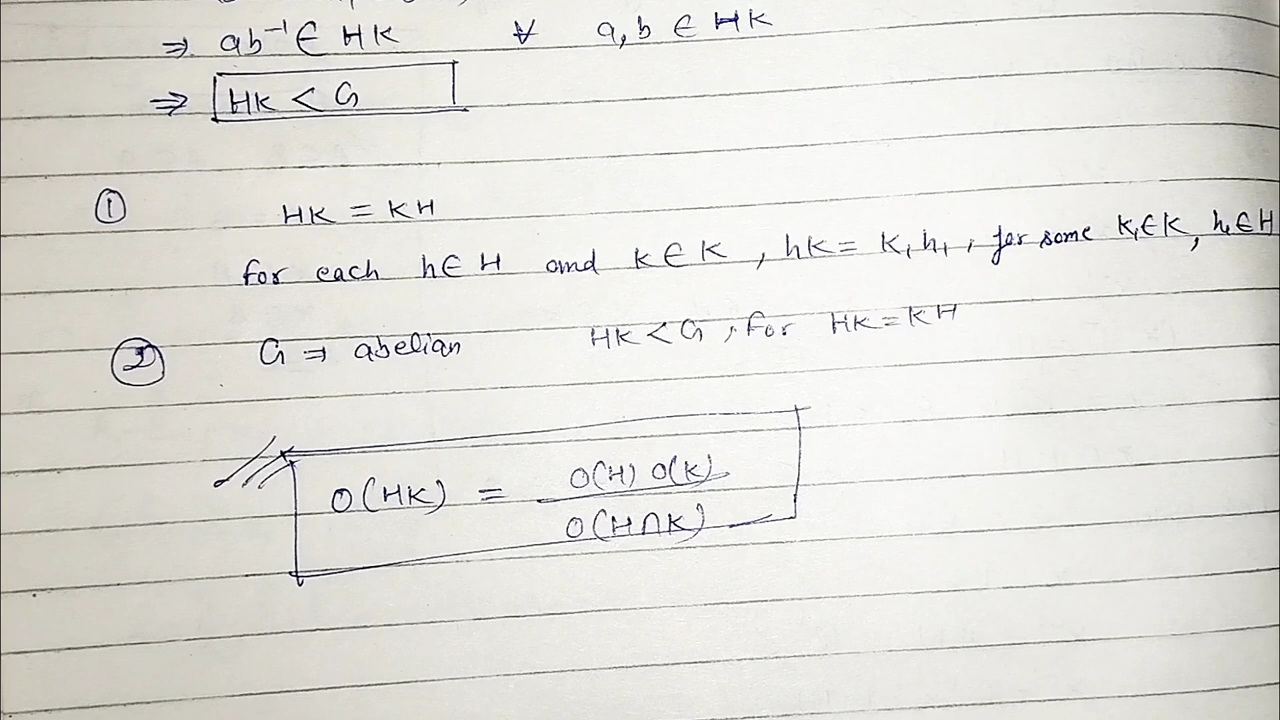 ⇒ ab⁻¹ ∈ HK ∀ a,b ∈ HK
⇒ HK < G
① HK = KH
for each h∈H and k∈K, hk = k₁h₁, for some k₁∈K, h₁∈H
② G → abelian HK < G, for HK = KH
O(HK) = O(H) O(K)
O(H∩K)